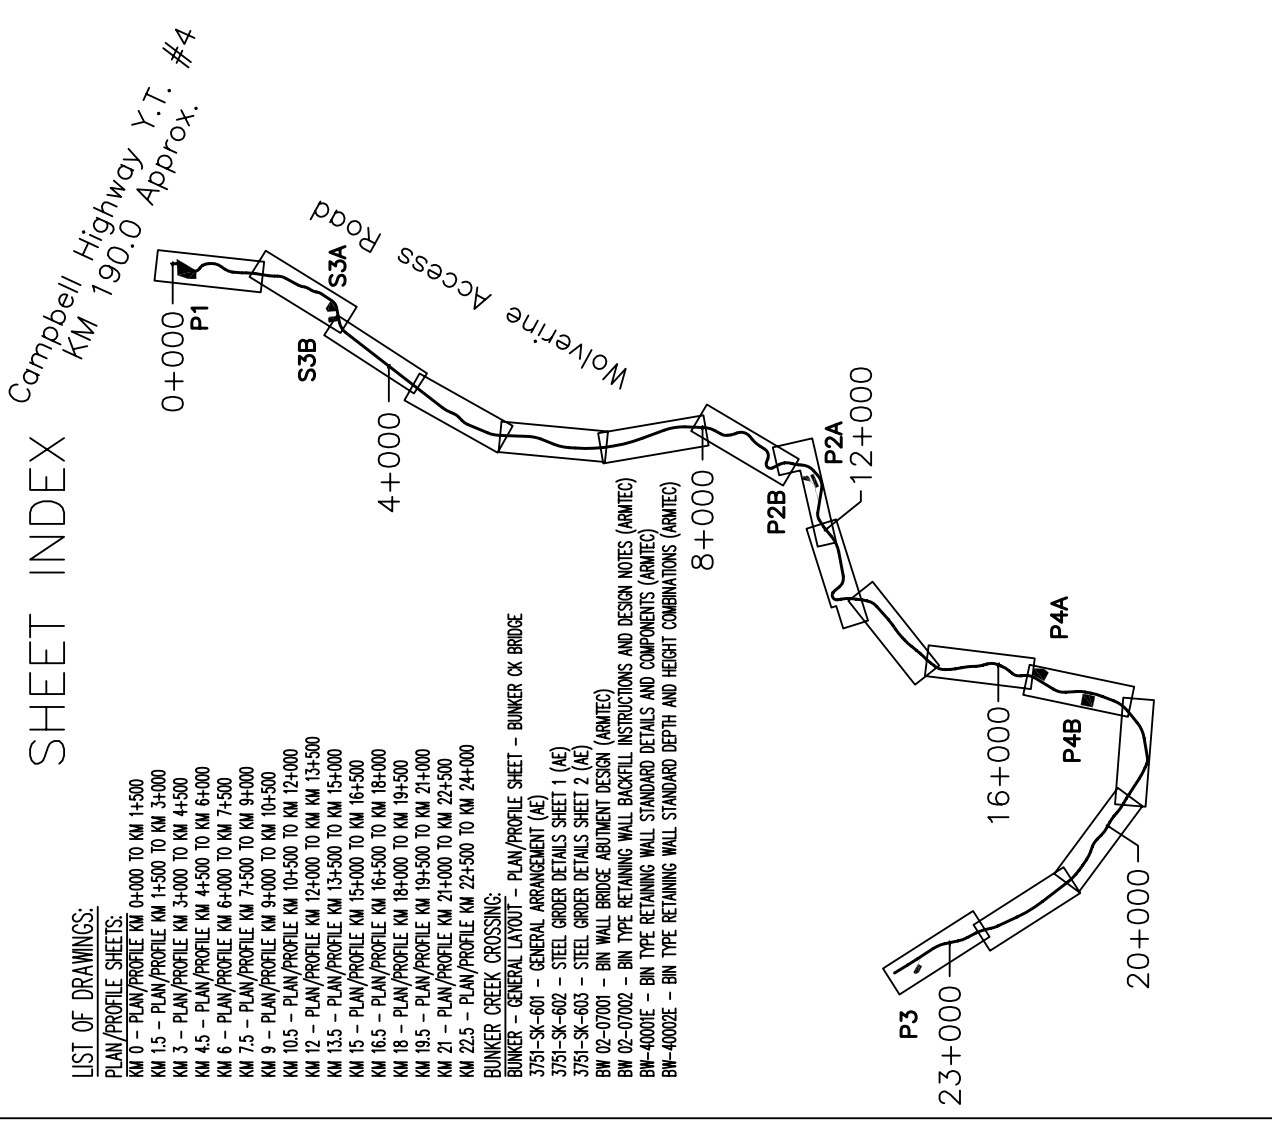 SHEET INDEX
Campbell Highway Y.T. #4
KM 190.0 Approx.
Wolverine Access Road
LIST OF DRAWINGS:
PLAN/PROFILE SHEETS:
KM 0 - PLAN/PROFILE KM 0+000 TO KM 1+500
KM 1.5 - PLAN/PROFILE KM 1+500 TO KM 3+000
KM 3 - PLAN/PROFILE KM 3+000 TO KM 4+500
KM 4.5 - PLAN/PROFILE KM 4+500 TO KM 6+000
KM 6 - PLAN/PROFILE KM 6+000 TO KM 7+500
KM 7.5 - PLAN/PROFILE KM 7+500 TO KM 9+000
KM 9 - PLAN/PROFILE KM 9+000 TO KM 10+500
KM 10.5 - PLAN/PROFILE KM 10+500 TO KM 12+000
KM 12 - PLAN/PROFILE KM 12+000 TO KM KM 13+500
KM 13.5 - PLAN/PROFILE KM 13+500 TO KM 15+000
KM 15 - PLAN/PROFILE KM 15+000 TO KM 16+500
KM 16.5 - PLAN/PROFILE KM 16+500 TO KM 18+000
KM 18 - PLAN/PROFILE KM 18+000 TO KM 19+500
KM 19.5 - PLAN/PROFILE KM 19+500 TO KM 21+000
KM 21 - PLAN/PROFILE KM 21+000 TO KM 22+500
KM 22.5 - PLAN/PROFILE KM 22+500 TO KM 24+000
BUNKER CREEK CROSSING:
BUNKER - GENERAL LAYOUT - PLAN/PROFILE SHEET - BUNKER CK BRIDGE
3751-SK-601 - GENERAL ARRANGEMENT (AE)
3751-SK-602 - STEEL GIRDER DETAILS SHEET 1 (AE)
3751-SK-603 - STEEL GIRDER DETAILS SHEET 2 (AE)
BW 02-07001 - BIN WALL BRIDGE ABUTMENT DESIGN (ARMTEC)
BW 02-07002 - BIN TYPE RETAINING WALL BACKFILL INSTRUCTIONS AND DESIGN NOTES (ARMTEC)
BW-40001E - BIN TYPE RETAINING WALL STANDARD DETAILS AND COMPONENTS (ARMTEC)
BW-40002E - BIN TYPE RETAINING WALL STANDARD DEPTH AND HEIGHT COMBINATIONS (ARMTEC)
0+000
P1
S3A
S3B
4+000
8+000
P2A
P2B
12+000
P4A
P4B
16+000
20+000
P3
23+000